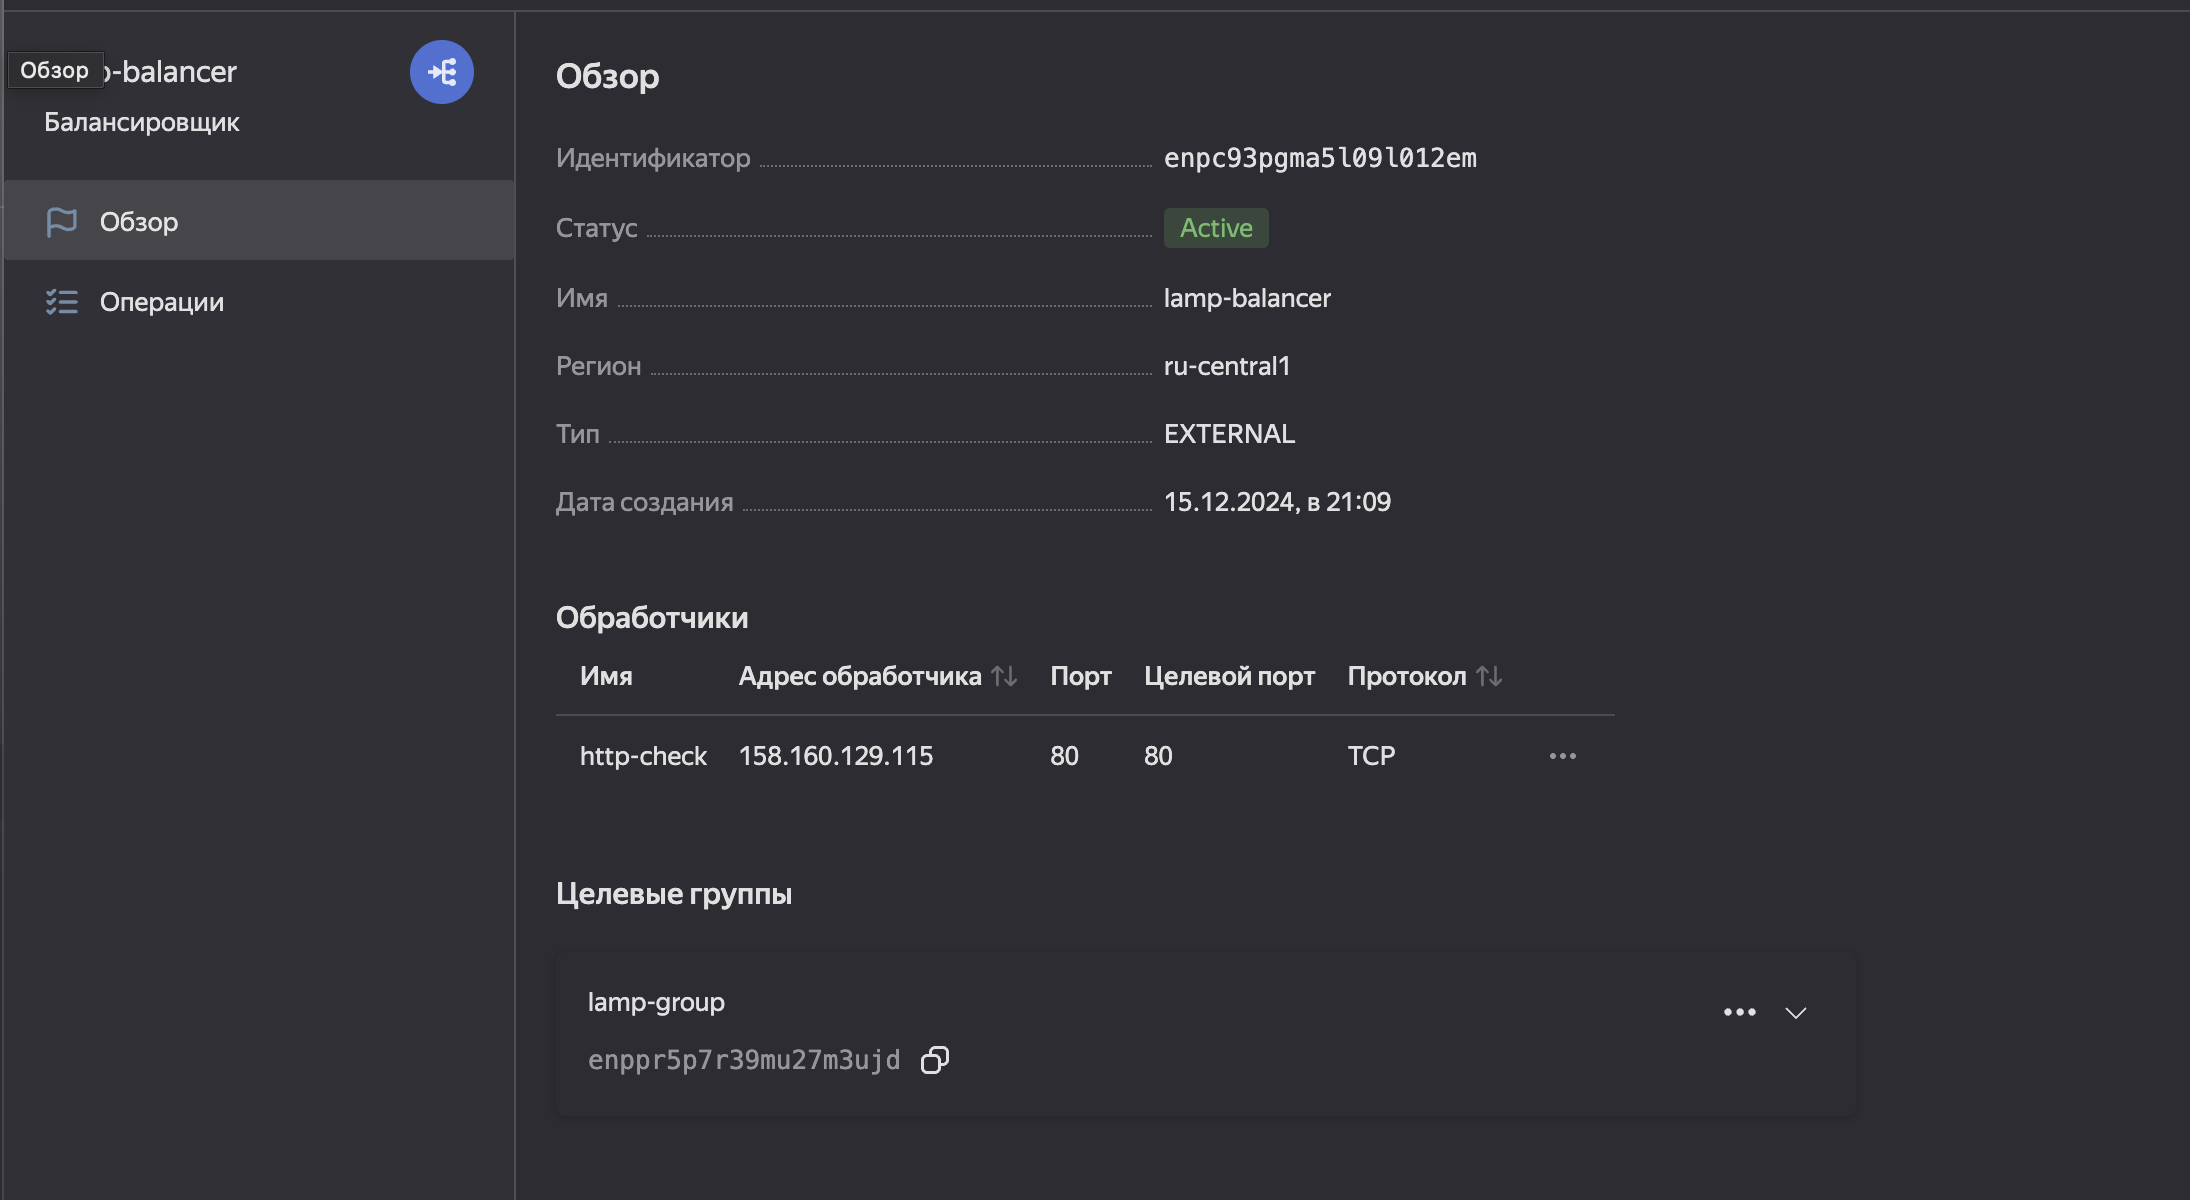 Обзор
-balancer
Балансировщик
Обзор
Операции
Обзор
Идентификатор enpc93pgma5l09l012em
Статус Active
Имя lamp-balancer
Регион ru-central1
Тип EXTERNAL
Дата создания 15.12.2024, в 21:09
Обработчики
Имя Адрес обработчика Порт Целевой порт Протокол
http-check 158.160.129.115 80 80 TCP
Целевые группы
lamp-group
enppr5p7r39mu27m3ujd